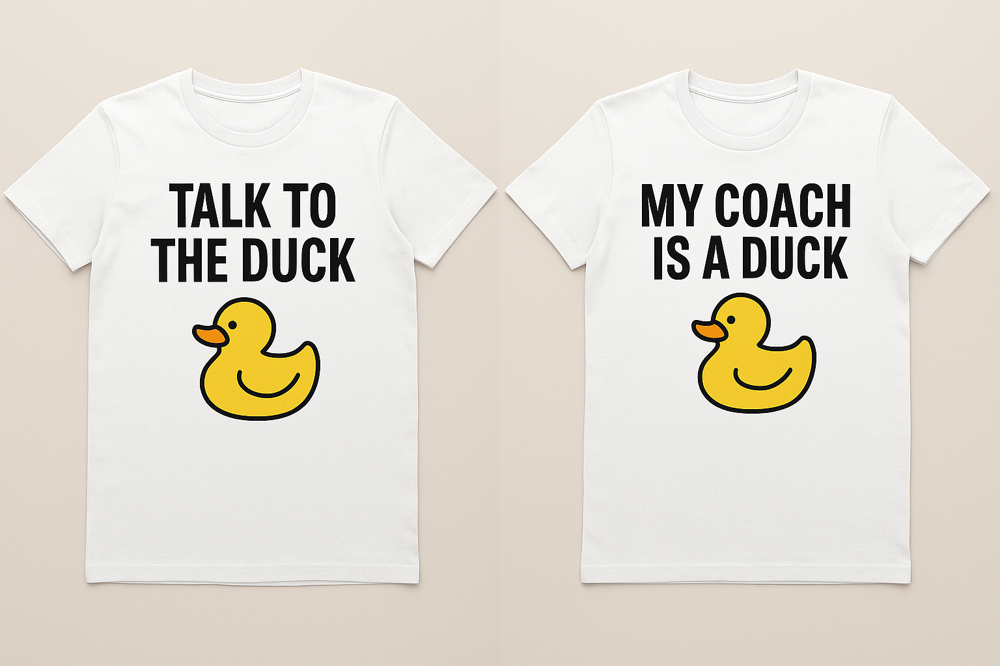 TALK TO
THE DUCK
MY COACH
IS A DUCK